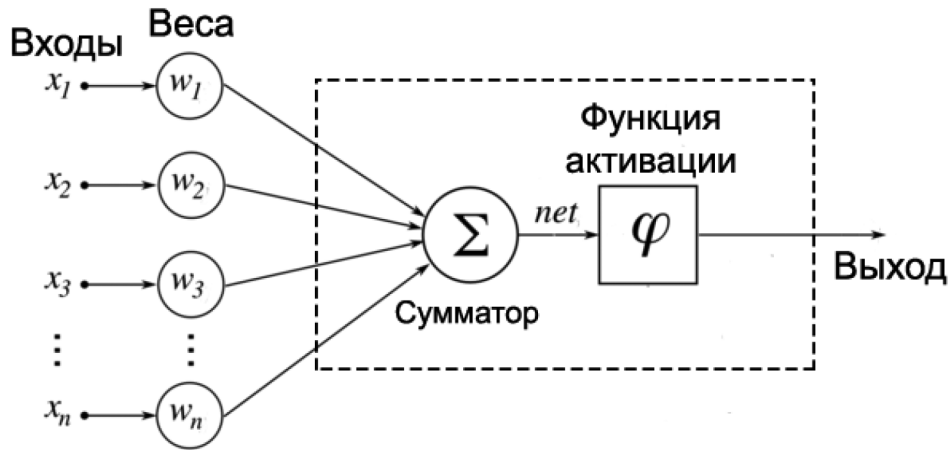 Входы
Веса
x1
w1
x2
w2
x3
w3
⋮
⋮
xn
wn
Σ
Сумматор
net
Функция
активации
φ
Выход